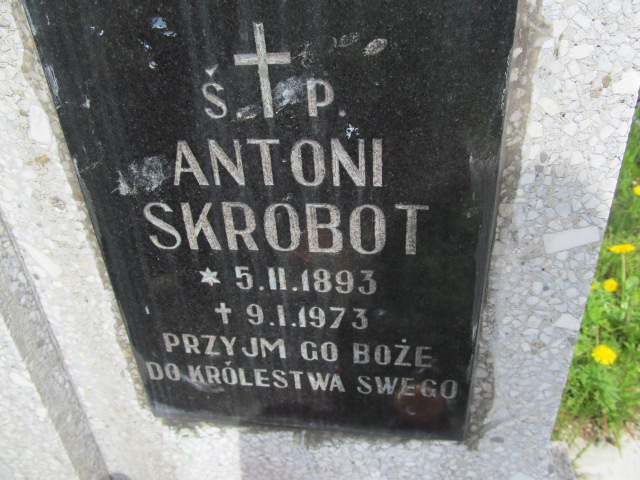 Ś. P.
ANTONI
SKROBOT
* 5.II.1893
✝ 9.I.1973
PRZYJM GO BOŻE
DO KRÓLESTWA SWEGO